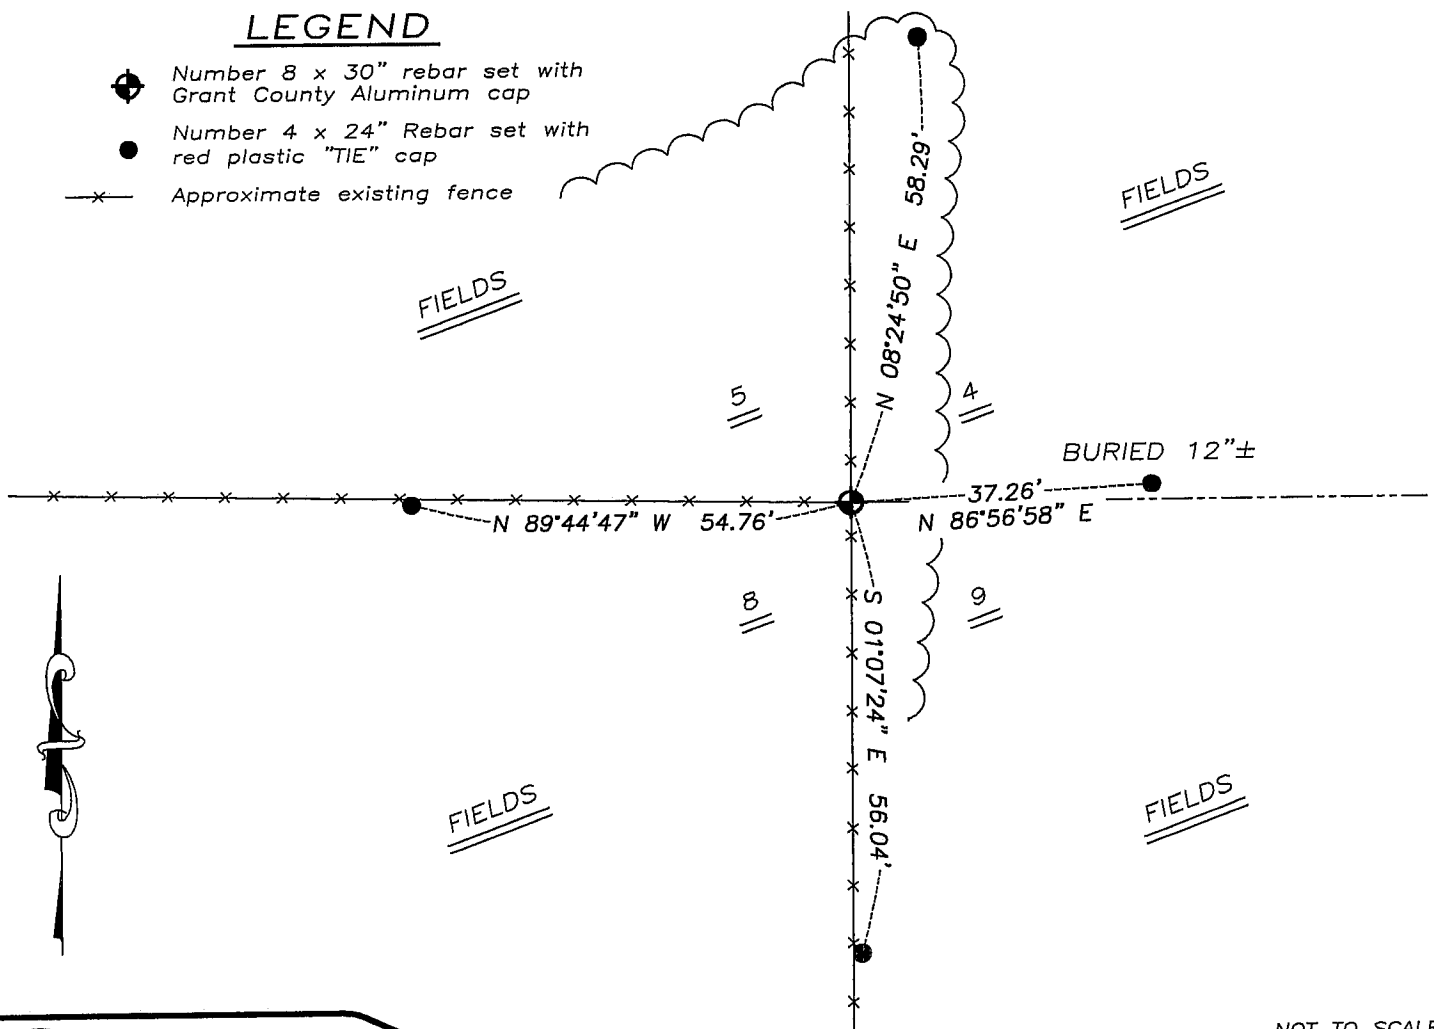 LEGEND
Number 8 x 30" rebar set with
Grant County Aluminum cap
Number 4 x 24" Rebar set with
red plastic "TIE" cap
Approximate existing fence
FIELDS
FIELDS
N 08°24'50" E 58.29'
5
4
BURIED 12"±
37.26'
N 86°56'58" E
N 89°44'47" W 54.76'
8
9
S 01°07'24" E 56.04'
FIELDS
FIELDS
NOT TO SCALE